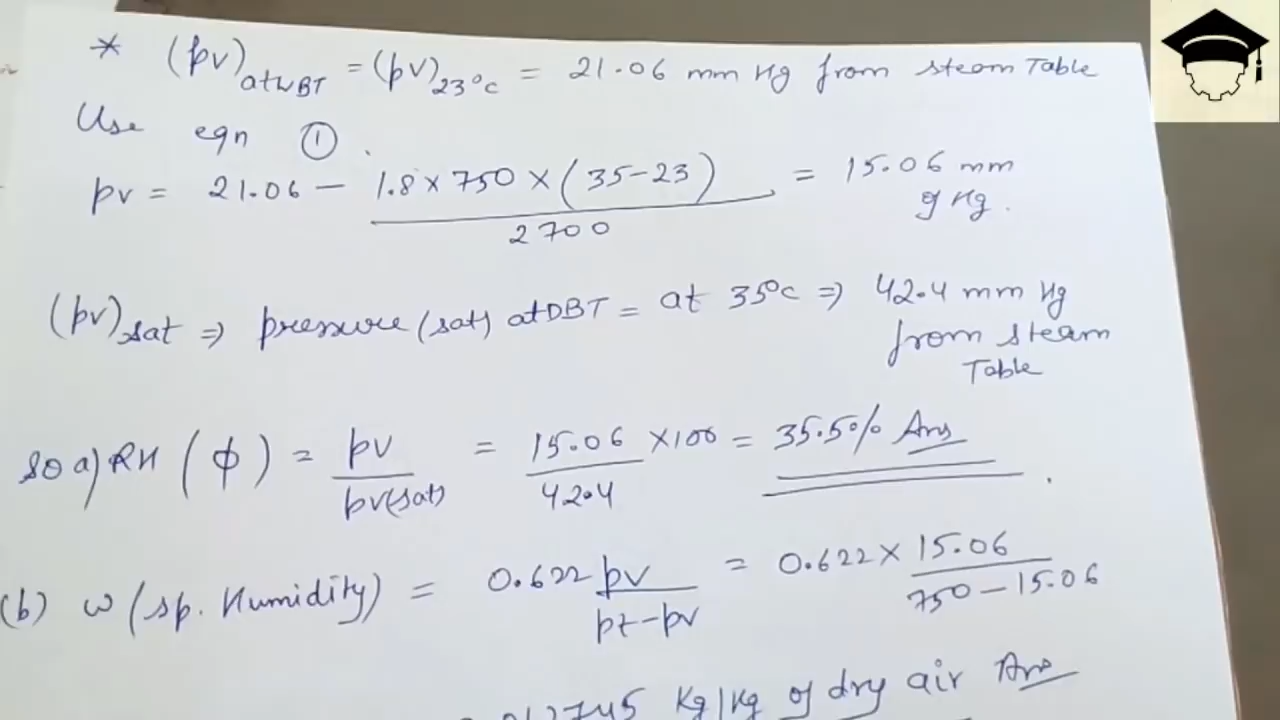 * (pv)at WBT = (pv)23°c = 21.06 mm Hg from steam Table
Use eqn ①.
pv = 21.06 - 1.8 × 750 × (35-23) / 2700 = 15.06 mm of Hg.
(pv)sat ⇒ pressure (sat) at DBT = at 35°c ⇒ 42.4 mm Hg
from steam
Table
so a) RH (ϕ) = pv / pv(sat) = 15.06 / 42.4 × 100 = 35.5% Ans
(b) ω (sp. Humidity) = 0.622 pv / pt-pv = 0.622 × 15.06 / 750-15.06
12745 Kg/Kg of dry air Ans